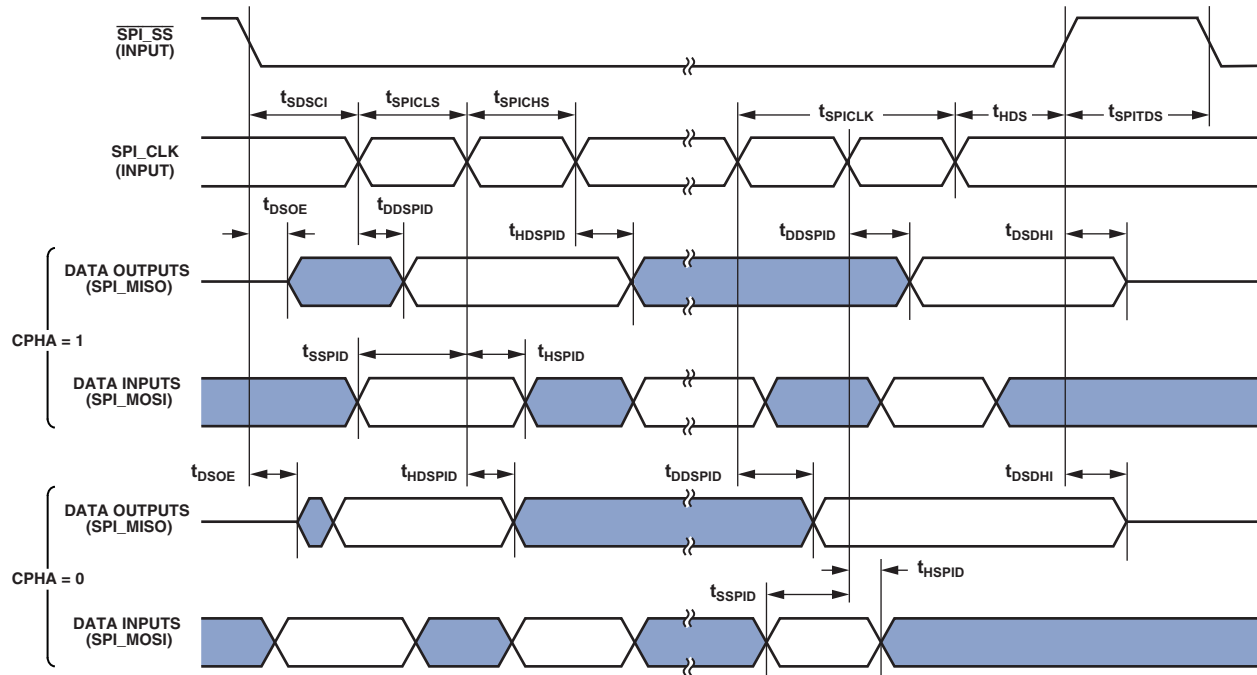 SPI_SS
(INPUT)
tSDSCI tSPICLS tSPICHS tSPICLK tHDS tSPITDS
SPI_CLK
(INPUT)
tDSOE tDDSPID tHDSPID tDDSPID tDSDHI
DATA OUTPUTS
(SPI_MISO)
CPHA = 1
tSSPID tHSPID
DATA INPUTS
(SPI_MOSI)
tDSOE tHDSPID tDDSPID tDSDHI
DATA OUTPUTS
(SPI_MISO)
CPHA = 0
tHSPID
tSSPID
DATA INPUTS
(SPI_MOSI)